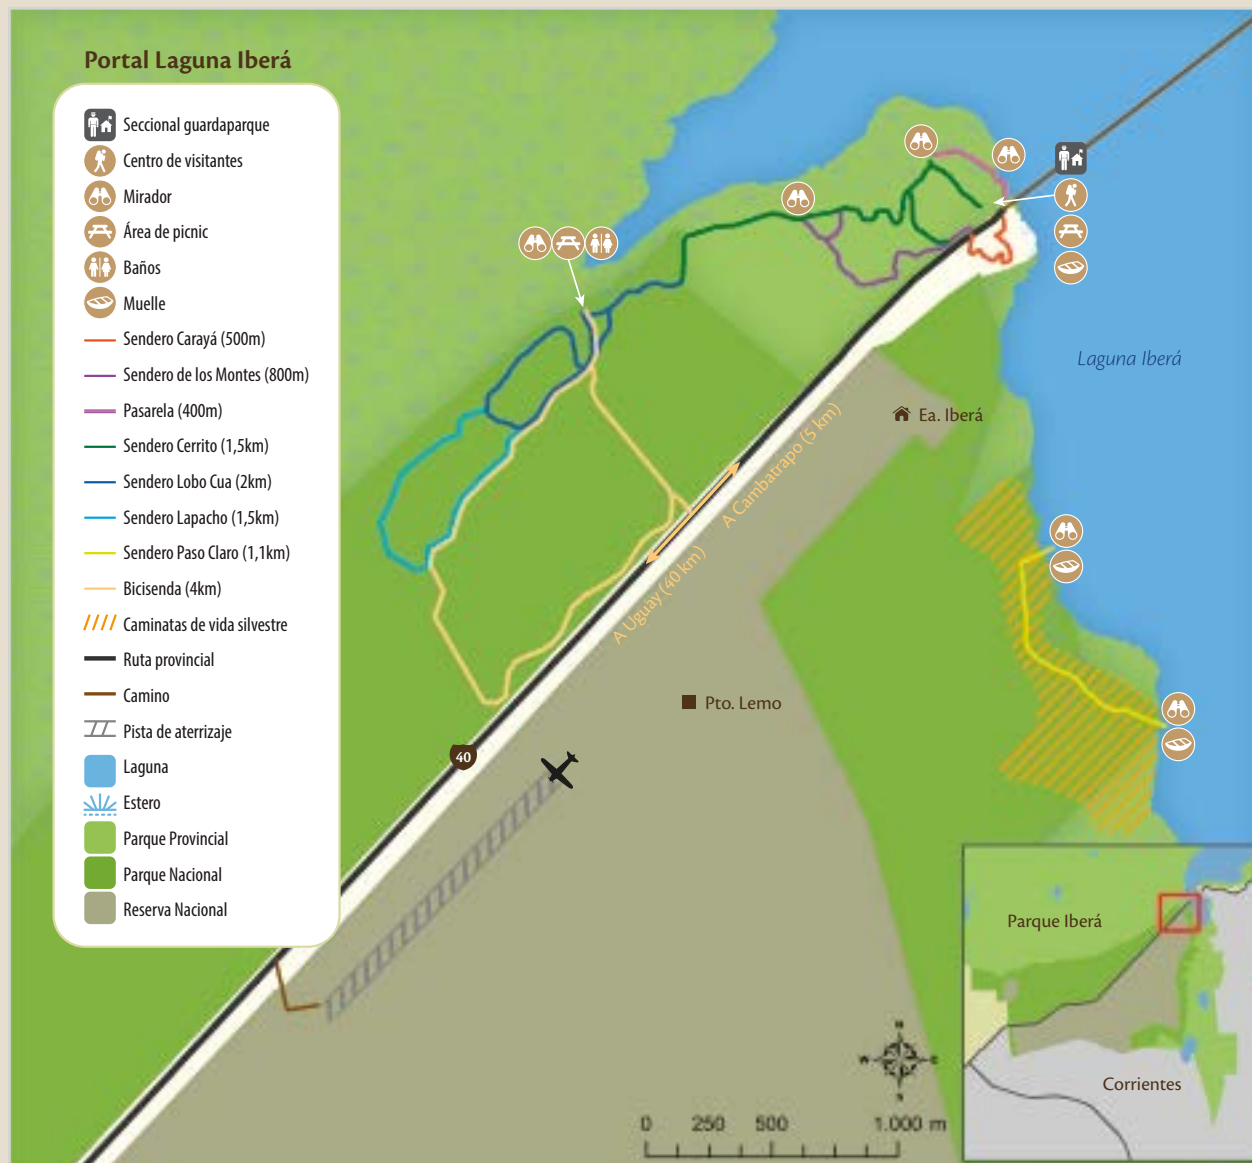 Portal Laguna Iberá
Seccional guardaparque
Centro de visitantes
Mirador
Área de picnic
Baños
Muelle
Sendero Carayá (500m)
Sendero de los Montes (800m)
Pasarela (400m)
Sendero Cerrito (1,5km)
Sendero Lobo Cua (2km)
Sendero Lapacho (1,5km)
Sendero Paso Claro (1,1km)
Bicisenda (4km)
Caminatas de vida silvestre
Ruta provincial
Camino
Pista de aterrizaje
Laguna
Estero
Parque Provincial
Parque Nacional
Reserva Nacional
Laguna Iberá
Ea. Iberá
A Cambatrapo (5 km)
A Uguay (40 km)
Pto. Lemo
40
N
W E
S
0 250 500 1.000 m
Parque Iberá
Corrientes